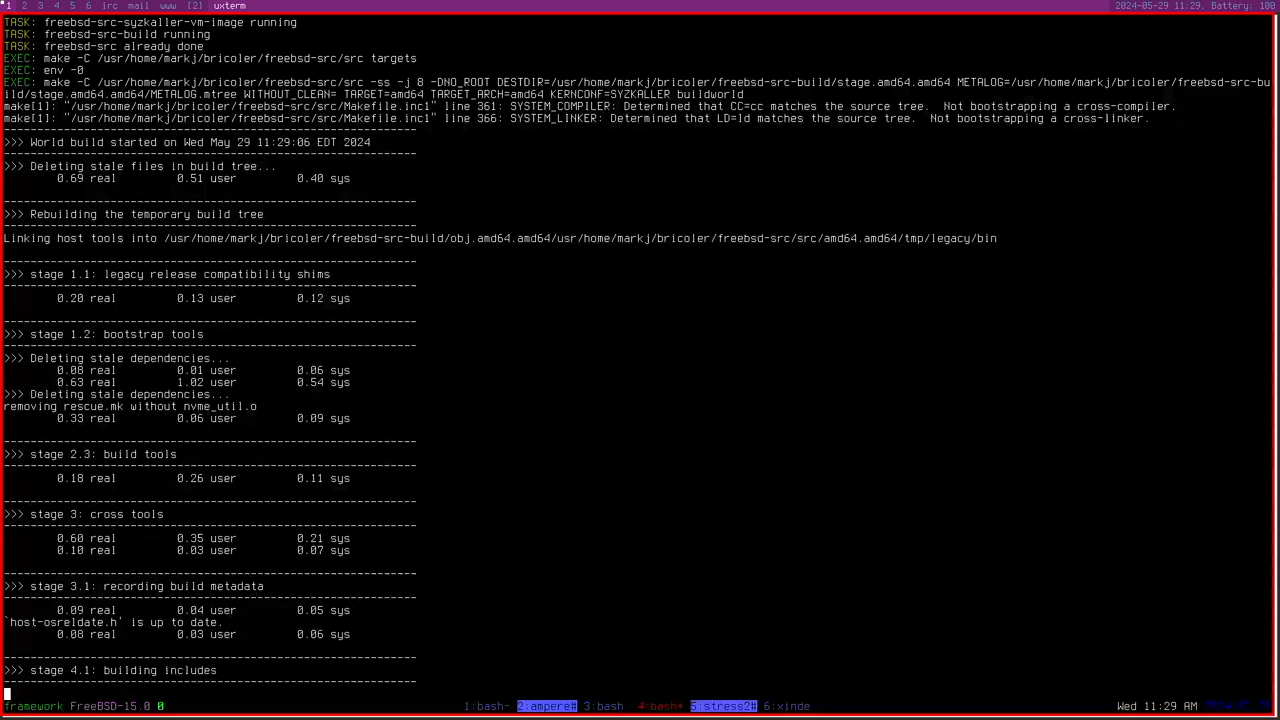 1 2 3 4 5 6 irc mail www [2] uxterm 2024-05-29 11:29, Battery: 100
TASK: freebsd-src-syzkaller-vm-image running
TASK: freebsd-src-build running
TASK: freebsd-src already done
EXEC: make -C /usr/home/markj/bricoler/freebsd-src/src targets
EXEC: env -0
EXEC: make -C /usr/home/markj/bricoler/freebsd-src/src -ss -j 8 -DNO_ROOT DESTDIR=/usr/home/markj/bricoler/freebsd-src-build/stage.amd64.amd64 METALOG=/usr/home/markj/bricoler/freebsd-src-bu
ild/stage.amd64.amd64/METALOG.mtree WITHOUT_CLEAN= TARGET=amd64 TARGET_ARCH=amd64 KERNCONF=SYZKALLER buildworld
make[1]: "/usr/home/markj/bricoler/freebsd-src/src/Makefile.inc1" line 361: SYSTEM_COMPILER: Determined that CC=cc matches the source tree.  Not bootstrapping a cross-compiler.
make[1]: "/usr/home/markj/bricoler/freebsd-src/src/Makefile.inc1" line 366: SYSTEM_LINKER: Determined that LD=ld matches the source tree.  Not bootstrapping a cross-linker.
--------------------------------------------------------------
>>> World build started on Wed May 29 11:29:06 EDT 2024
--------------------------------------------------------------
>>> Deleting stale files in build tree...
        0.69 real         0.51 user         0.40 sys
--------------------------------------------------------------
>>> Rebuilding the temporary build tree
--------------------------------------------------------------
Linking host tools into /usr/home/markj/bricoler/freebsd-src-build/obj.amd64.amd64/usr/home/markj/bricoler/freebsd-src/src/amd64.amd64/tmp/legacy/bin
--------------------------------------------------------------
>>> stage 1.1: legacy release compatibility shims
--------------------------------------------------------------
        0.20 real         0.13 user         0.12 sys
--------------------------------------------------------------
>>> stage 1.2: bootstrap tools
--------------------------------------------------------------
>>> Deleting stale dependencies...
        0.08 real         0.01 user         0.06 sys
        0.63 real         1.02 user         0.54 sys
>>> Deleting stale dependencies...
removing rescue.mk without nvme_util.o
        0.33 real         0.06 user         0.09 sys
--------------------------------------------------------------
>>> stage 2.3: build tools
--------------------------------------------------------------
        0.18 real         0.26 user         0.11 sys
--------------------------------------------------------------
>>> stage 3: cross tools
--------------------------------------------------------------
        0.60 real         0.35 user         0.21 sys
        0.10 real         0.03 user         0.07 sys
--------------------------------------------------------------
>>> stage 3.1: recording build metadata
--------------------------------------------------------------
        0.09 real         0.04 user         0.05 sys
`host-osreldate.h' is up to date.
        0.08 real         0.03 user         0.06 sys
--------------------------------------------------------------
>>> stage 4.1: building includes
--------------------------------------------------------------
framework FreeBSD-15.0 0 1:bash- 2:ampere# 3:bash 4:bash* 5:stress2# 6:xinde Wed 11:29 AM